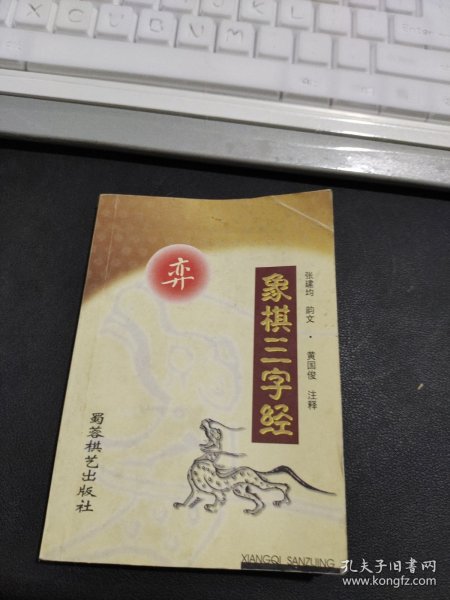 弈
象棋三字经
张建均 韵文·黄国俊 注释
蜀蓉棋艺出版社
XIANGQI SANZIJING
孔夫子旧书网
www.kongfz.com